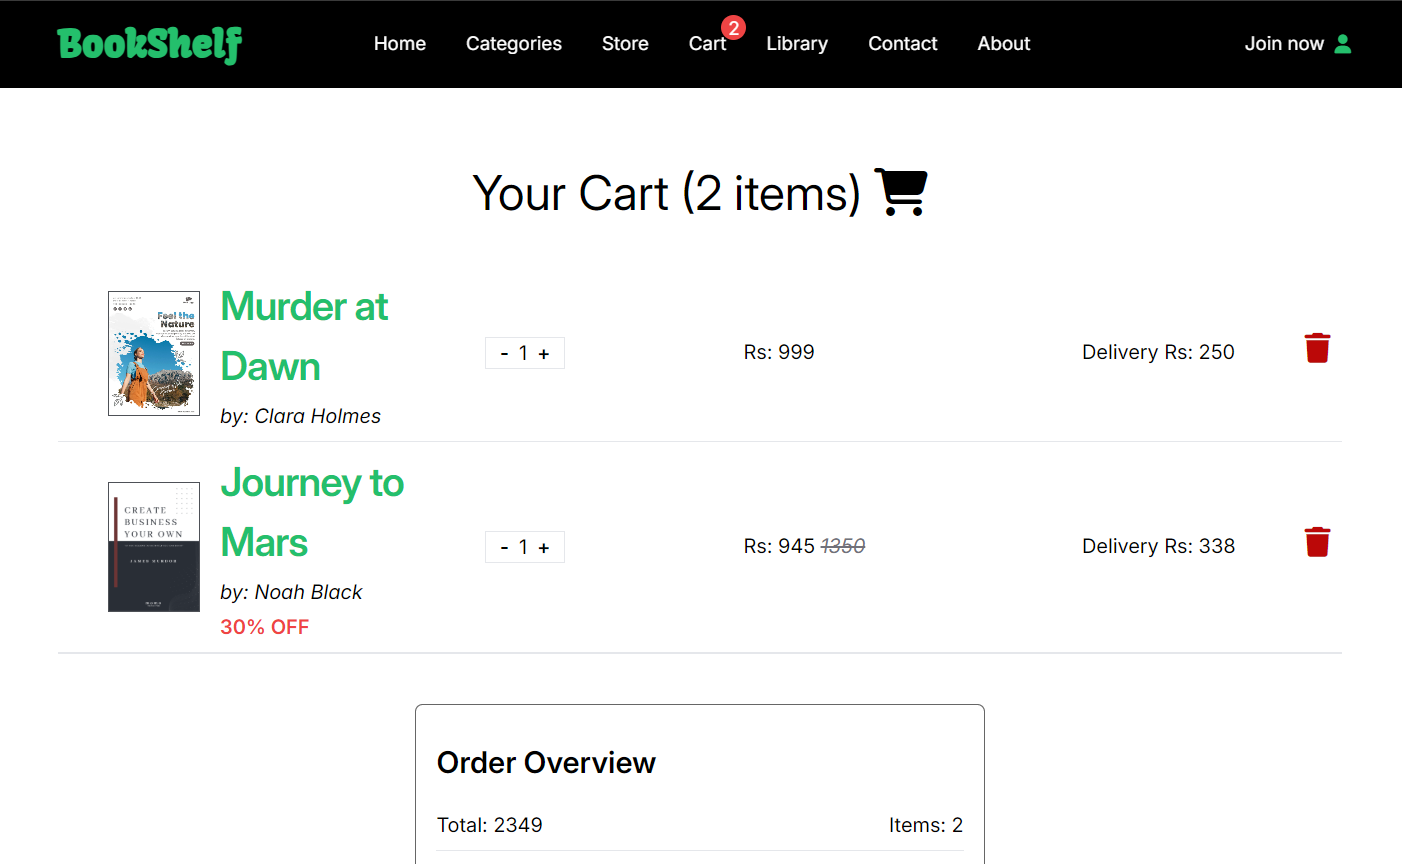 BookShelf
Home Categories Store Cart 2 Library Contact About Join now
Your Cart (2 items)
Feel the
Nature
Murder at
Dawn
by: Clara Holmes
- 1 +
Rs: 999
Delivery Rs: 250
CREATE
BUSINESS
YOUR OWN
Journey to
Mars
by: Noah Black
30% OFF
- 1 +
Rs: 945 1350
Delivery Rs: 338
Order Overview
Total: 2349 Items: 2